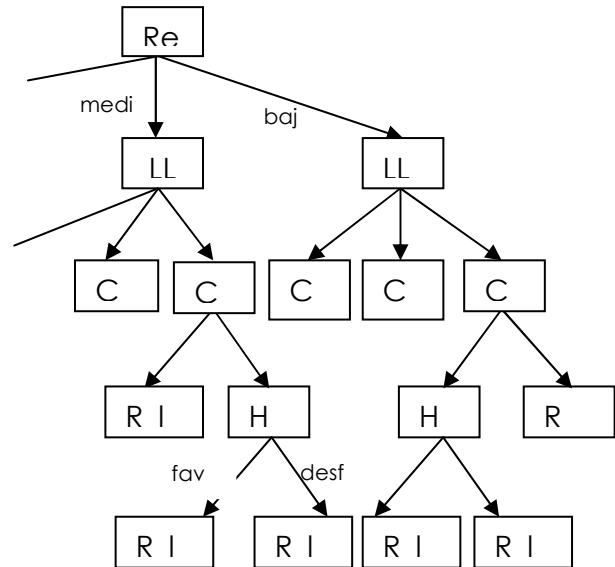 Re
medi baj
LL LL
C C C C C
R I H H R
fav desf
R I R I R I R I